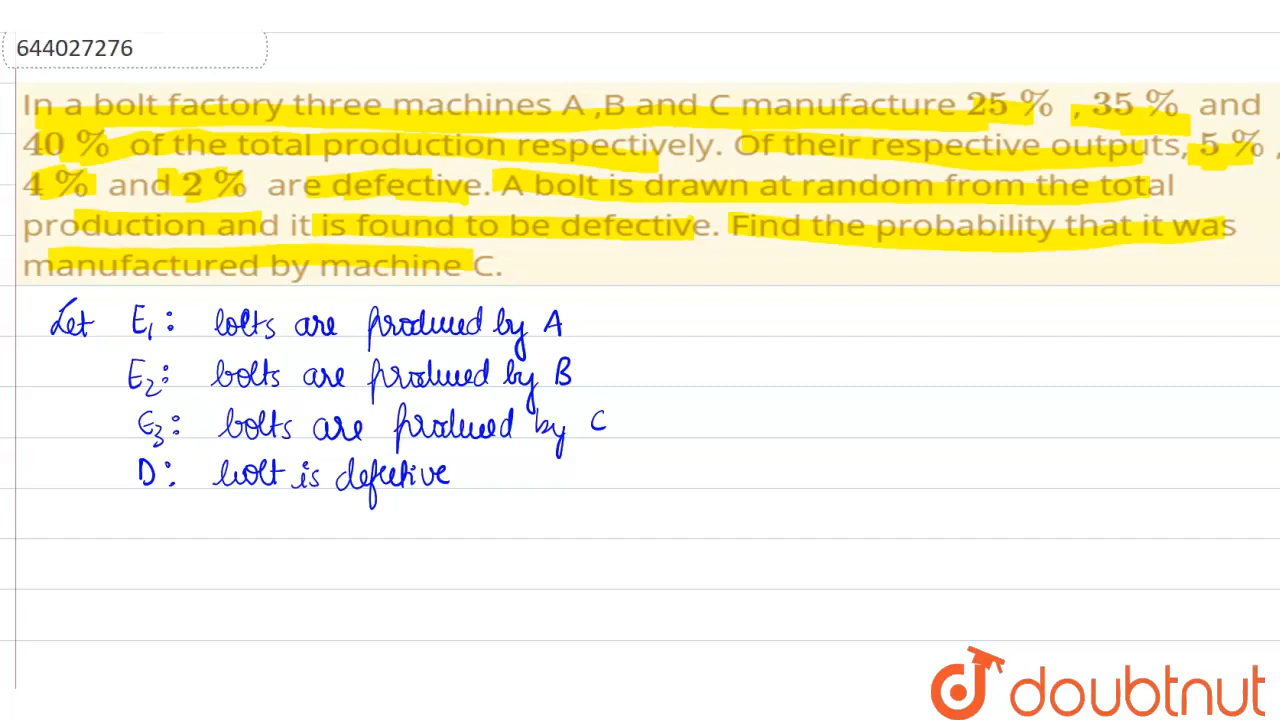 644027276
In a bolt factory three machines A ,B and C manufacture 25 % , 35 % and
40 % of the total production respectively. Of their respective outputs, 5 % ,
4 % and 2 % are defective. A bolt is drawn at random from the total
production and it is found to be defective. Find the probability that it was
manufactured by machine C.
Let E₁: bolts are produced by A
E₂: bolts are produced by B
E₃: bolts are produced by C
D: bolt is defective
doubtnut